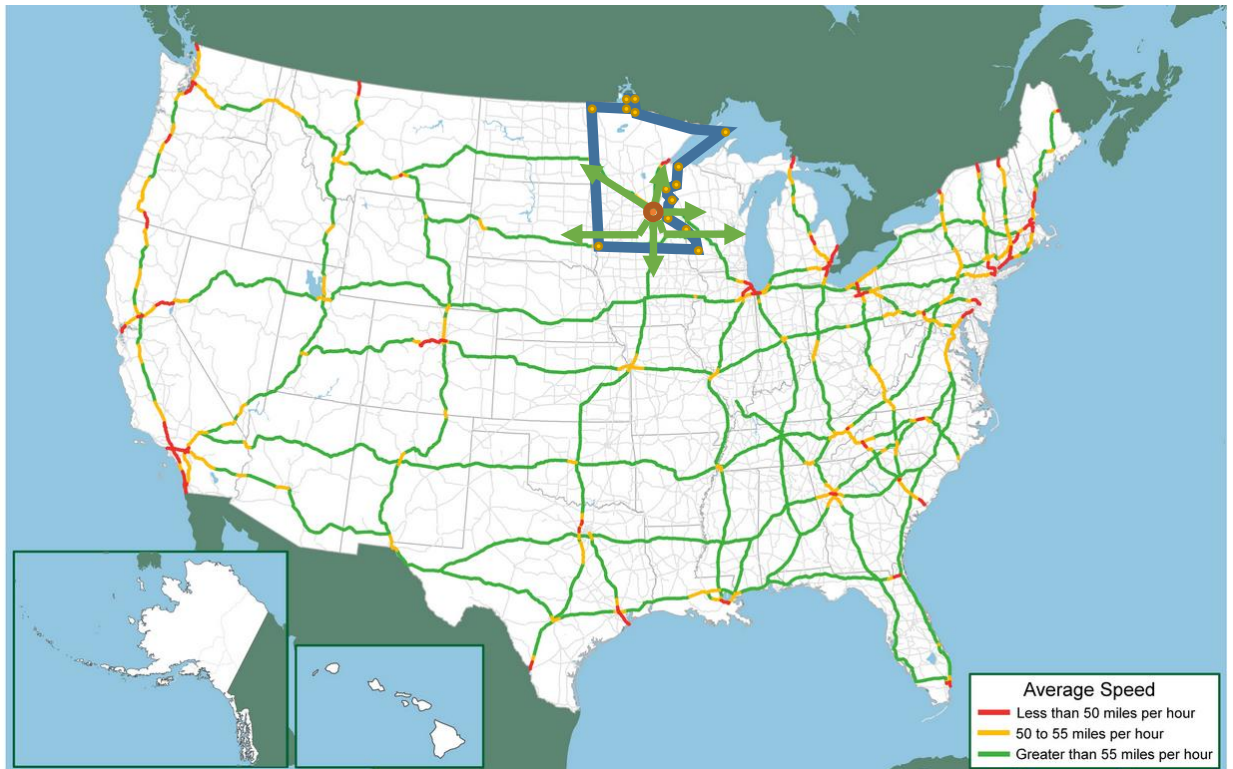 Average Speed
Less than 50 miles per hour
50 to 55 miles per hour
Greater than 55 miles per hour